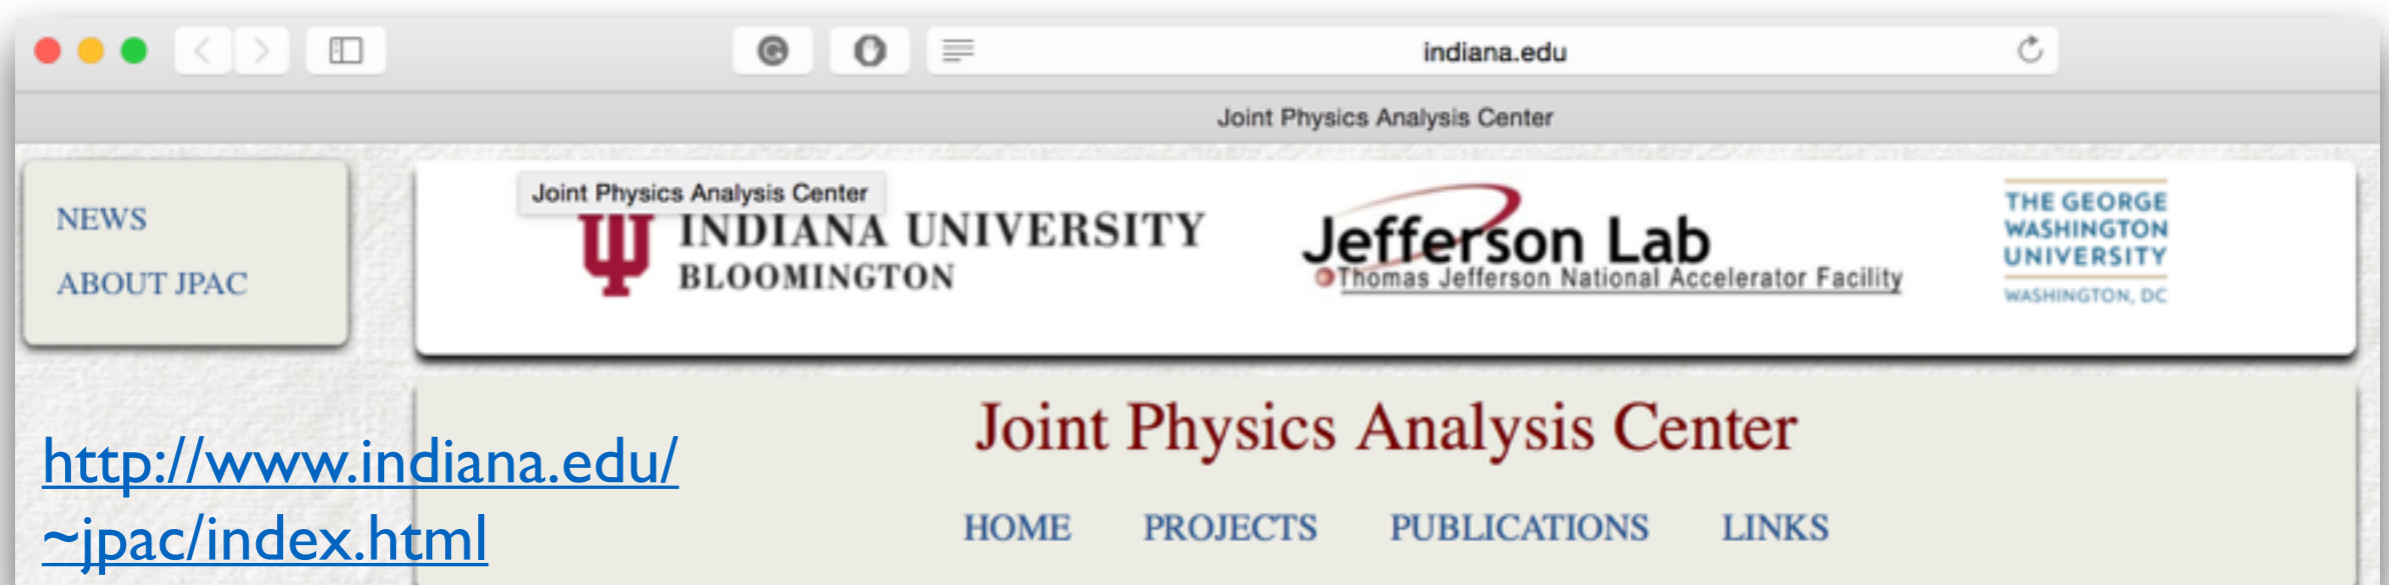 indiana.edu
Joint Physics Analysis Center
NEWS
ABOUT JPAC
Joint Physics Analysis Center
INDIANA UNIVERSITY
BLOOMINGTON
Jefferson Lab
Thomas Jefferson National Accelerator Facility
THE GEORGE
WASHINGTON
UNIVERSITY
WASHINGTON, DC
Joint Physics Analysis Center
http://www.indiana.edu/
~jpac/index.html
HOME PROJECTS PUBLICATIONS LINKS